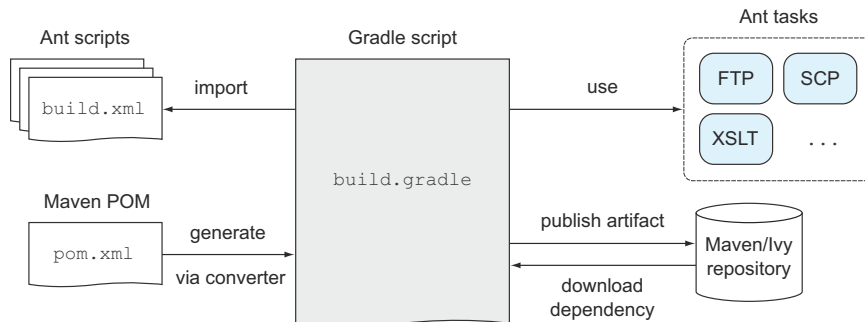 Ant scripts
build.xml
import
Gradle script
build.gradle
Ant tasks
FTP
SCP
XSLT
...
use
Maven POM
pom.xml
generate
via converter
publish artifact
download
dependency
Maven/Ivy
repository